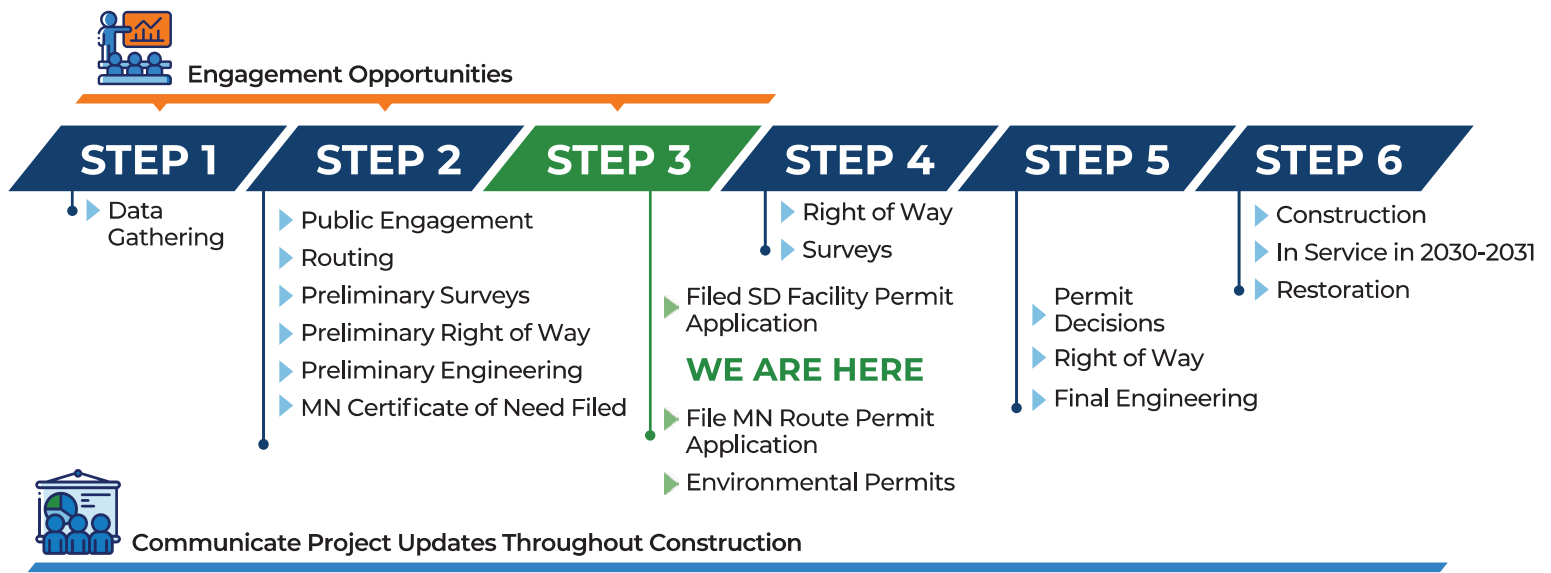 Engagement Opportunities
STEP 1
STEP 2
STEP 3
STEP 4
STEP 5
STEP 6
Data
Gathering
Public Engagement
Routing
Preliminary Surveys
Preliminary Right of Way
Preliminary Engineering
MN Certificate of Need Filed
Filed SD Facility Permit
Application
WE ARE HERE
File MN Route Permit
Application
Environmental Permits
Right of Way
Surveys
Permit
Decisions
Right of Way
Final Engineering
Construction
In Service in 2030-2031
Restoration
Communicate Project Updates Throughout Construction